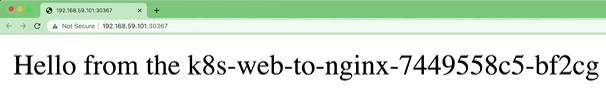 192.168.59.101:30367
Not Secure | 192.168.59.101:30367
Hello from the k8s-web-to-nginx-7449558c5-bf2cg